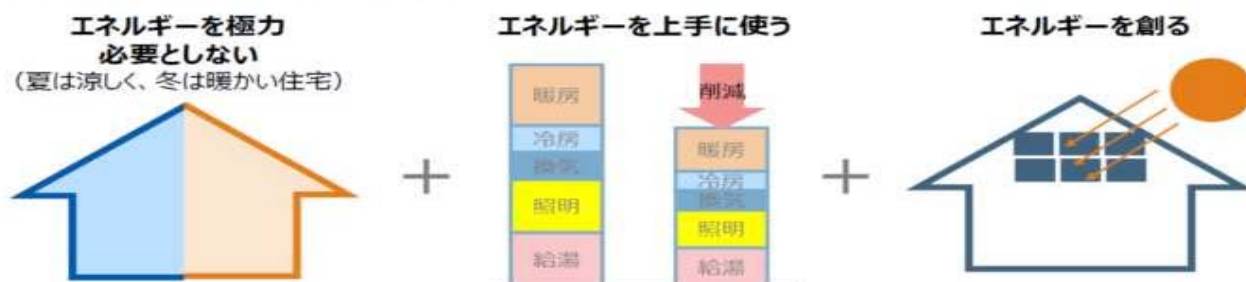 エネルギーを極力
必要としない
（夏は涼しく、冬は暖かい住宅）
エネルギーを上手に使う
暖房
冷房
換気
照明
給湯
削減
暖房
冷房
換気
照明
給湯
エネルギーを創る